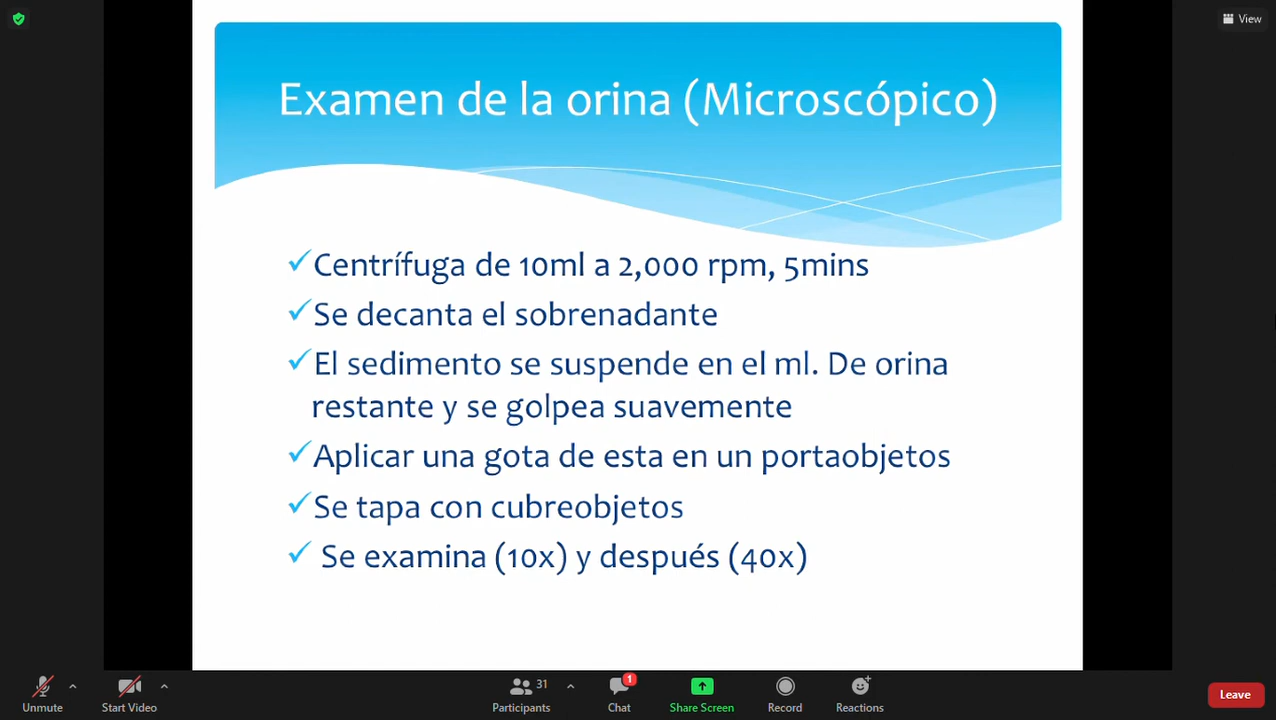 View
Examen de la orina (Microscópico)
✓Centrífuga de 10ml a 2,000 rpm, 5mins
✓Se decanta el sobrenadante
✓El sedimento se suspende en el ml. De orina
restante y se golpea suavemente
✓Aplicar una gota de esta en un portaobjetos
✓Se tapa con cubreobjetos
✓ Se examina (10x) y después (40x)
Unmute
Start Video
31
Participants
1
Chat
Share Screen
Record
Reactions
Leave